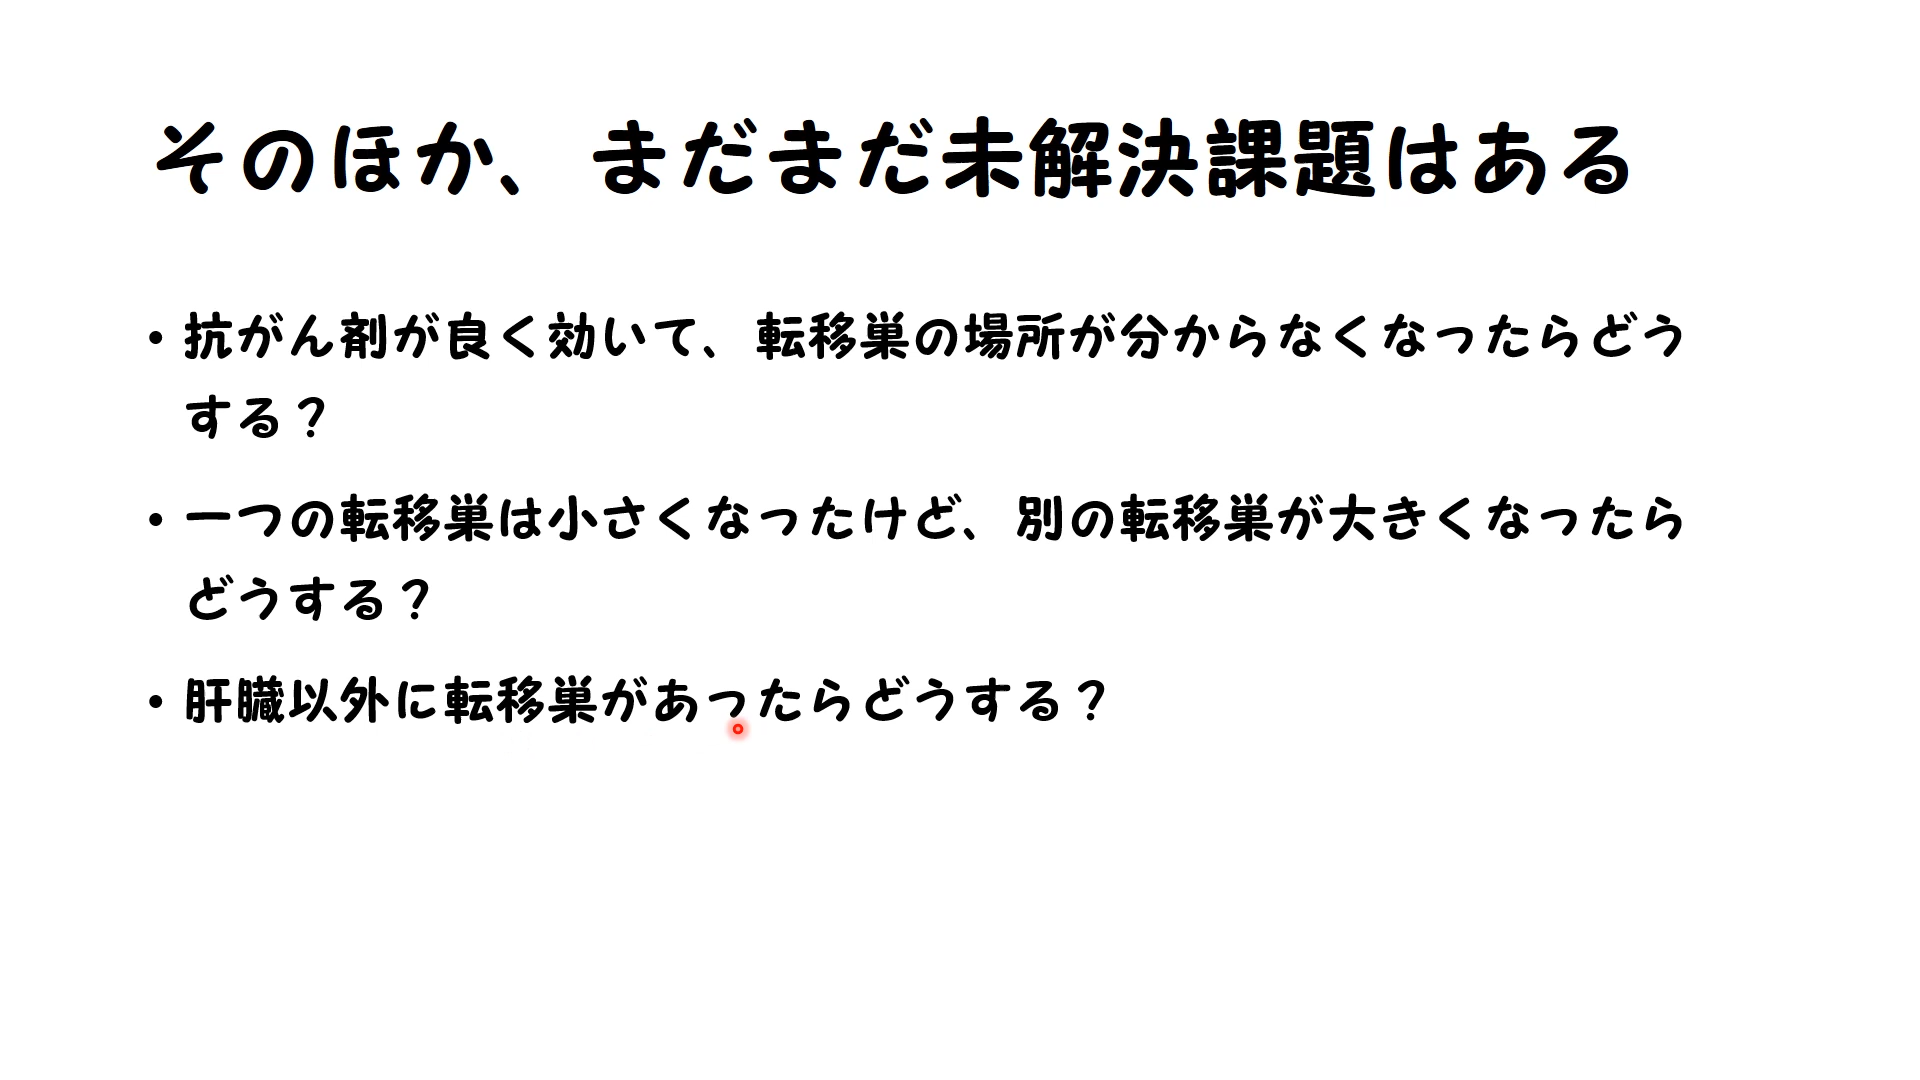 そのほか、まだまだ未解決課題はある
・抗がん剤が良く効いて、転移巣の場所が分からなくなったらどう
する？
・一つの転移巣は小さくなったけど、別の転移巣が大きくなったら
どうする？
・肝臓以外に転移巣があったらどうする？